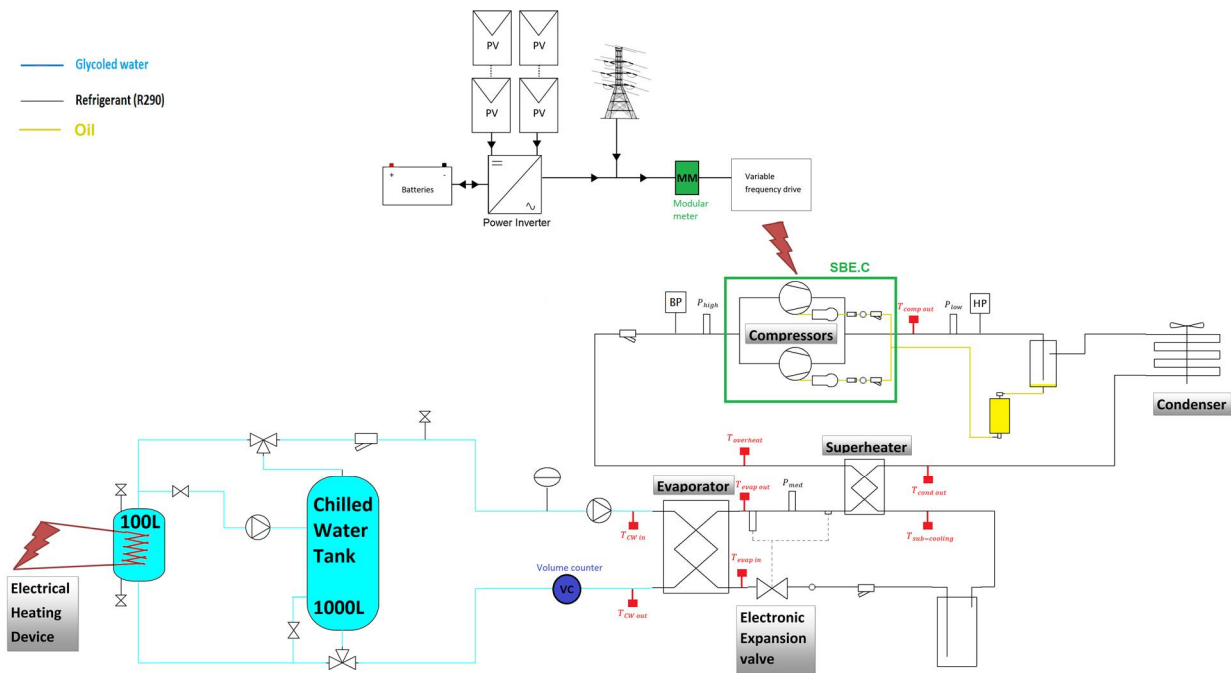 PV
PV
Glycoled water
Refrigerant (R290)
Oil
PV
PV
+
-
Batteries
Power Inverter
MM
Modular
meter
Variable
frequency drive
SBE.C
BP
P_high
Compressors
T_comp out
P_low
HP
Condenser
T_overheat
Superheater
Evaporator
T_evap out
P_med
T_cond out
100L
Chilled
Water
Tank
1000L
T_CW in
T_sub-cooling
Electrical
Heating
Device
Volume counter
VC
T_evap in
T_CW out
Electronic
Expansion
valve